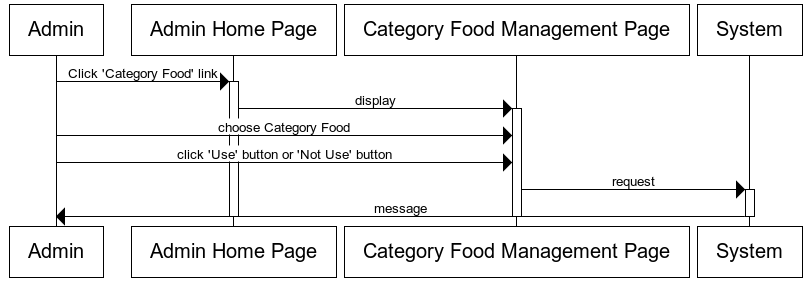 Admin
Admin Home Page
Category Food Management Page
System
Click 'Category Food' link
display
choose Category Food
click 'Use' button or 'Not Use' button
request
message
Admin
Admin Home Page
Category Food Management Page
System